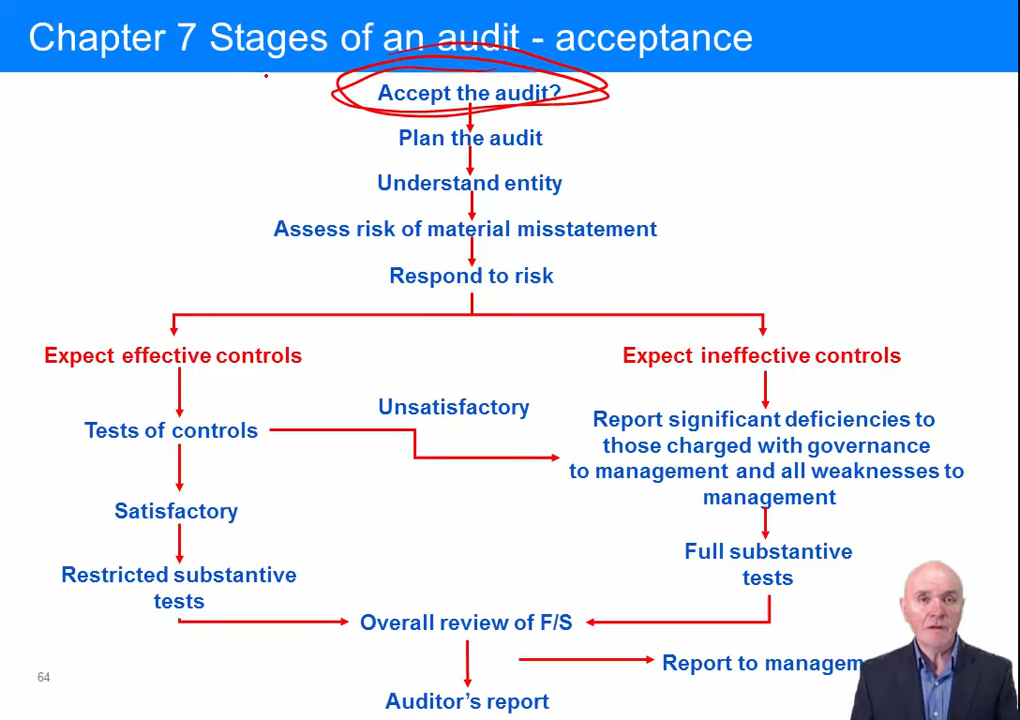 Chapter 7 Stages of an audit - acceptance
Accept the audit?
Plan the audit
Understand entity
Assess risk of material misstatement
Respond to risk
Expect effective controls
Expect ineffective controls
Unsatisfactory
Tests of controls
Report significant deficiencies to
those charged with governance
to management and all weaknesses to
management
Satisfactory
Full substantive
tests
Restricted substantive
tests
Overall review of F/S
Report to managem
Auditor's report
64